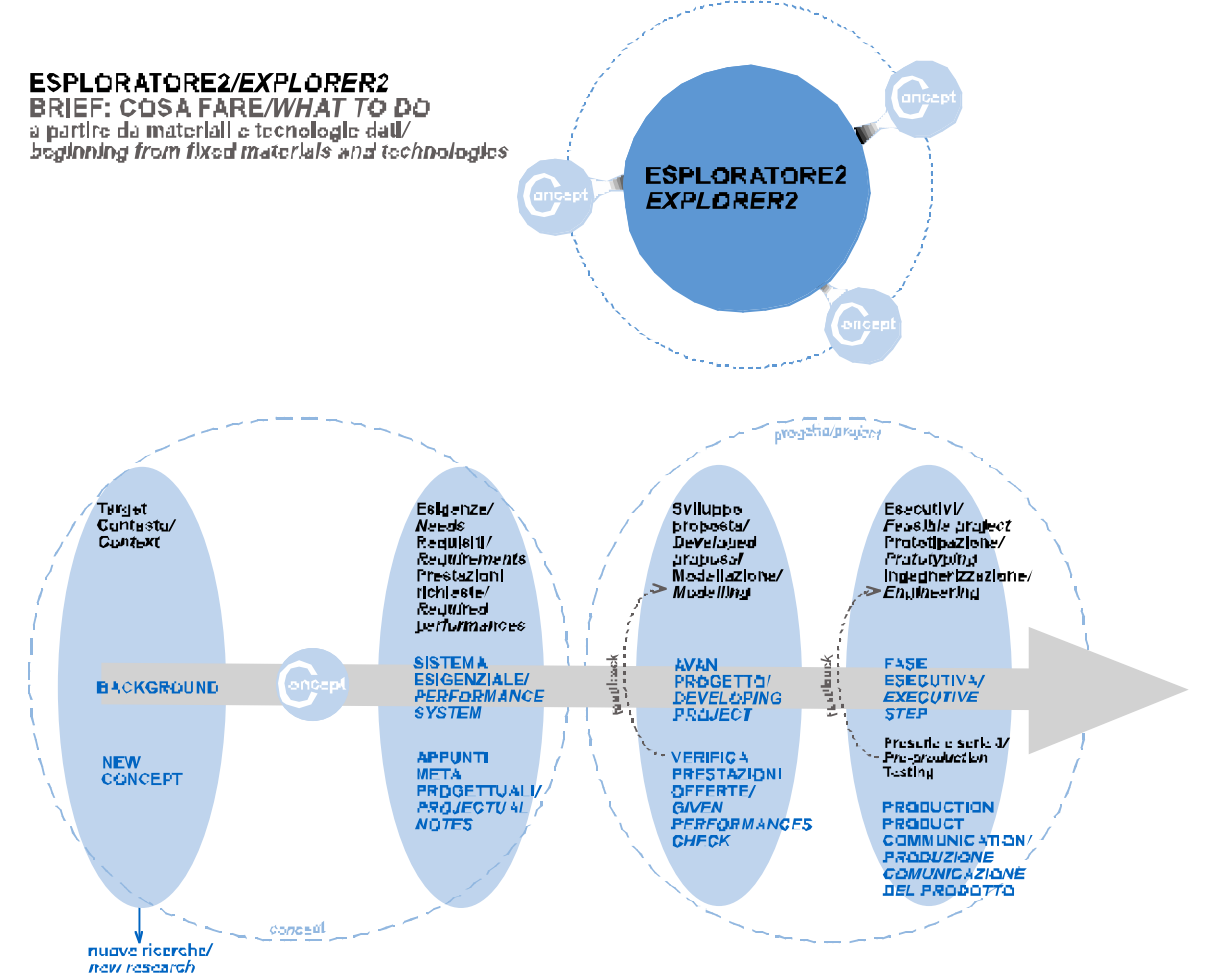 ESPLORATORE2/EXPLORER2
BRIEF: COSA FARE/WHAT TO DO
a partire da materiali e tecnologie dati/
beginning from fixed materials and technologies
Concept
Concept
ESPLORATORE2
EXPLORER2
Concept
progetto/project
Target
Contesto/
Context
Esigenze/
Needs
Requisiti/
Requirements
Prestazioni
richieste/
Required
performances
Sviluppo
proposta/
Developed
proposal
Modellazione/
Modelling
Esecutivi/
Feasible project
Prototipazione/
Prototyping
Ingegnerizzazione/
Engineering
BACKGROUND
Concept
SISTEMA
ESIGENZIALE/
PERFORMANCE
SYSTEM
feedback
AVAN
PROGETTO/
DEVELOPING
PROJECT
feedback
FASE
ESECUTIVA/
EXECUTIVE
STEP
NEW
CONCEPT
APPUNTI
META
PROGETTUALI/
PROJECTUAL
NOTES
VERIFICA
PRESTAZIONI
OFFERTE/
GIVEN
PERFORMANCES
CHECK
Preserie e serie 0/
Pre-production
Testing
PRODUCTION
PRODUCT
COMMUNICATION/
PRODUZIONE
COMUNICAZIONE
DEL PRODOTTO
concept
nuove ricerche/
new research